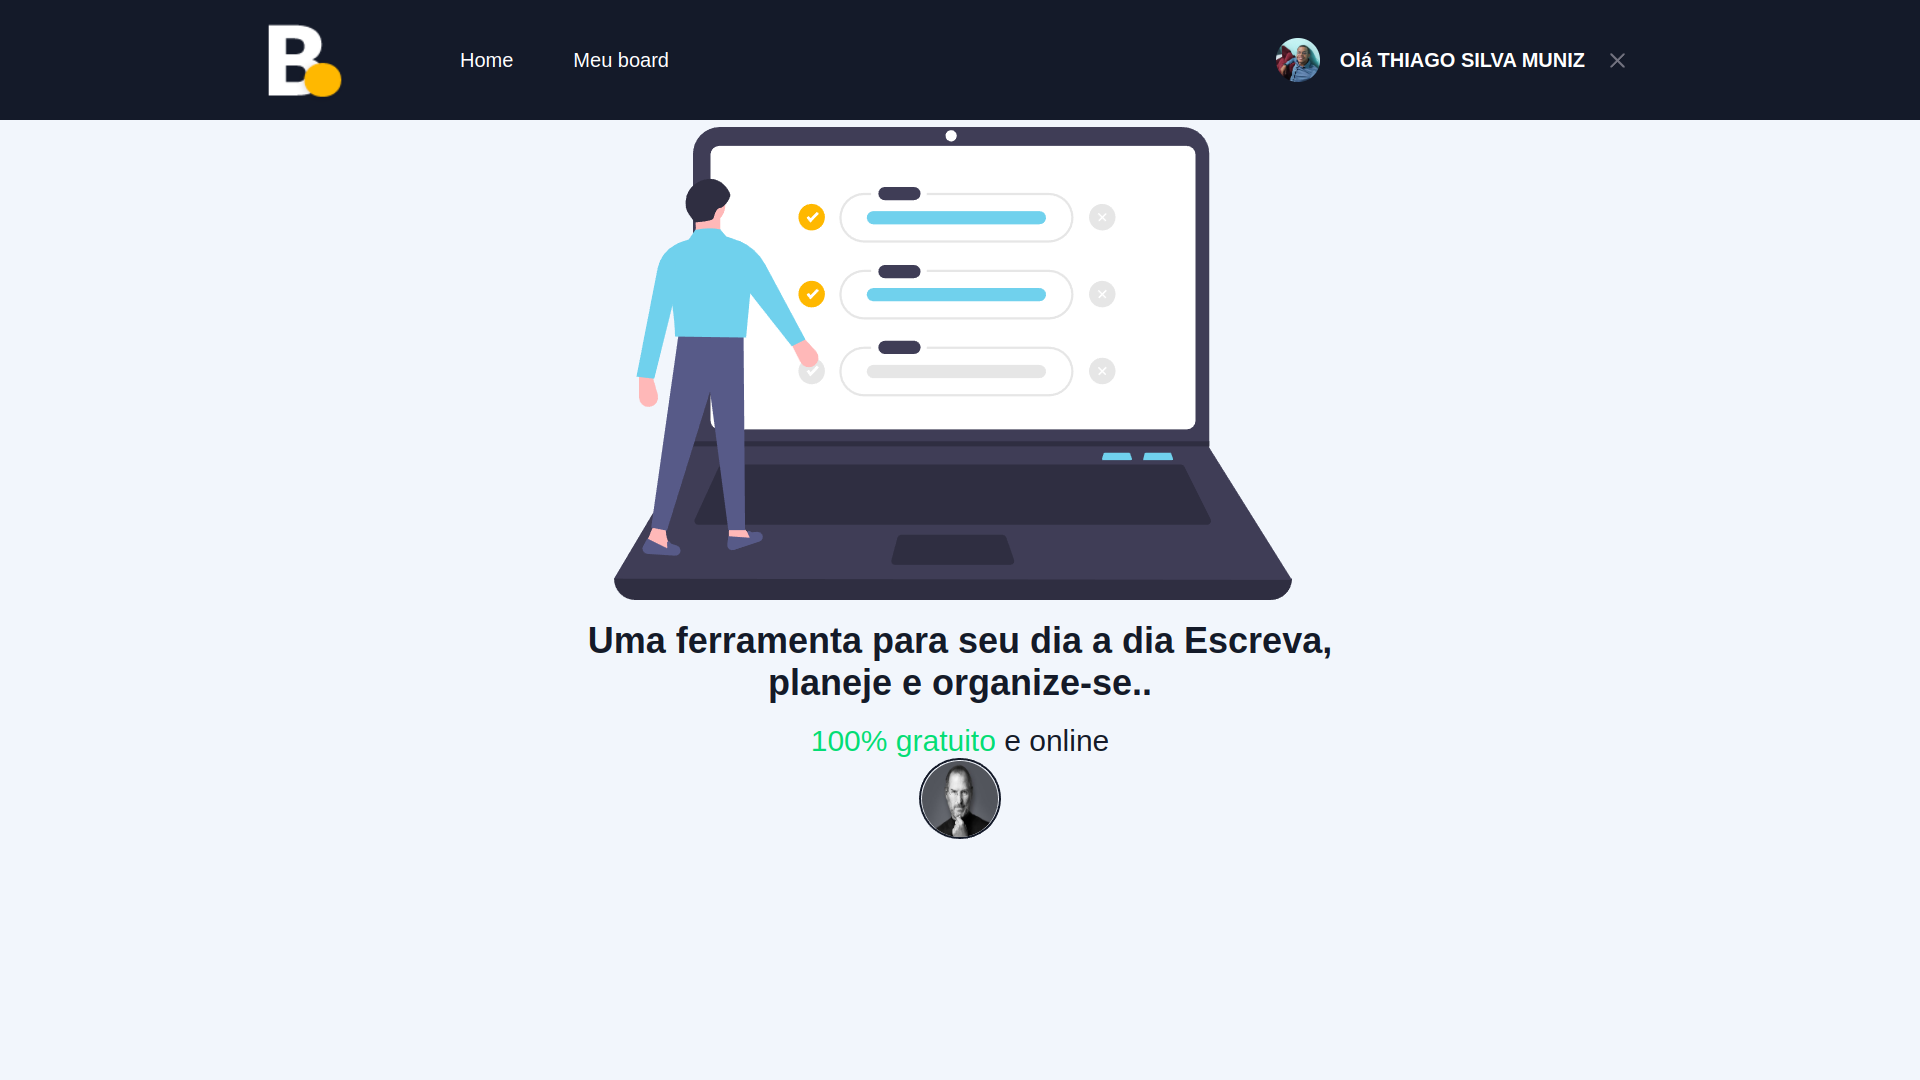 B
Home
Meu board
Olá THIAGO SILVA MUNIZ
Uma ferramenta para seu dia a dia Escreva,
planeje e organize-se..
100% gratuito e online